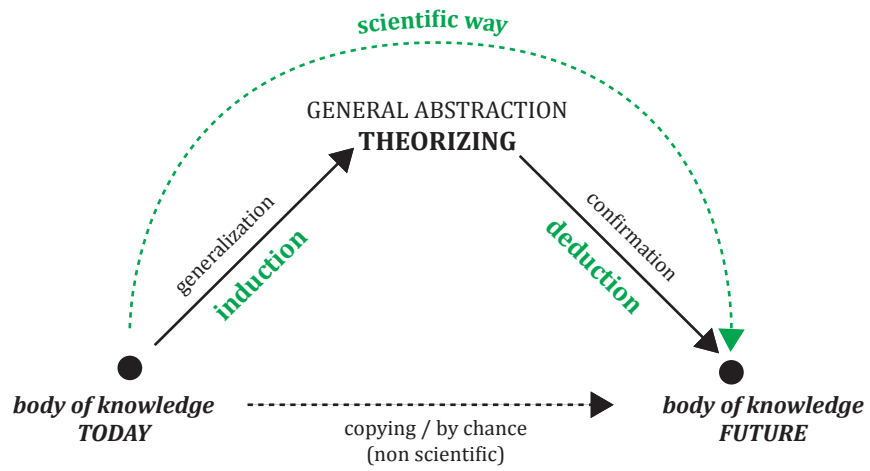 scientific way
GENERAL ABSTRACTION
THEORIZING
generalization
induction
confirmation
deduction
body of knowledge
TODAY
copying / by chance
(non scientific)
body of knowledge
FUTURE